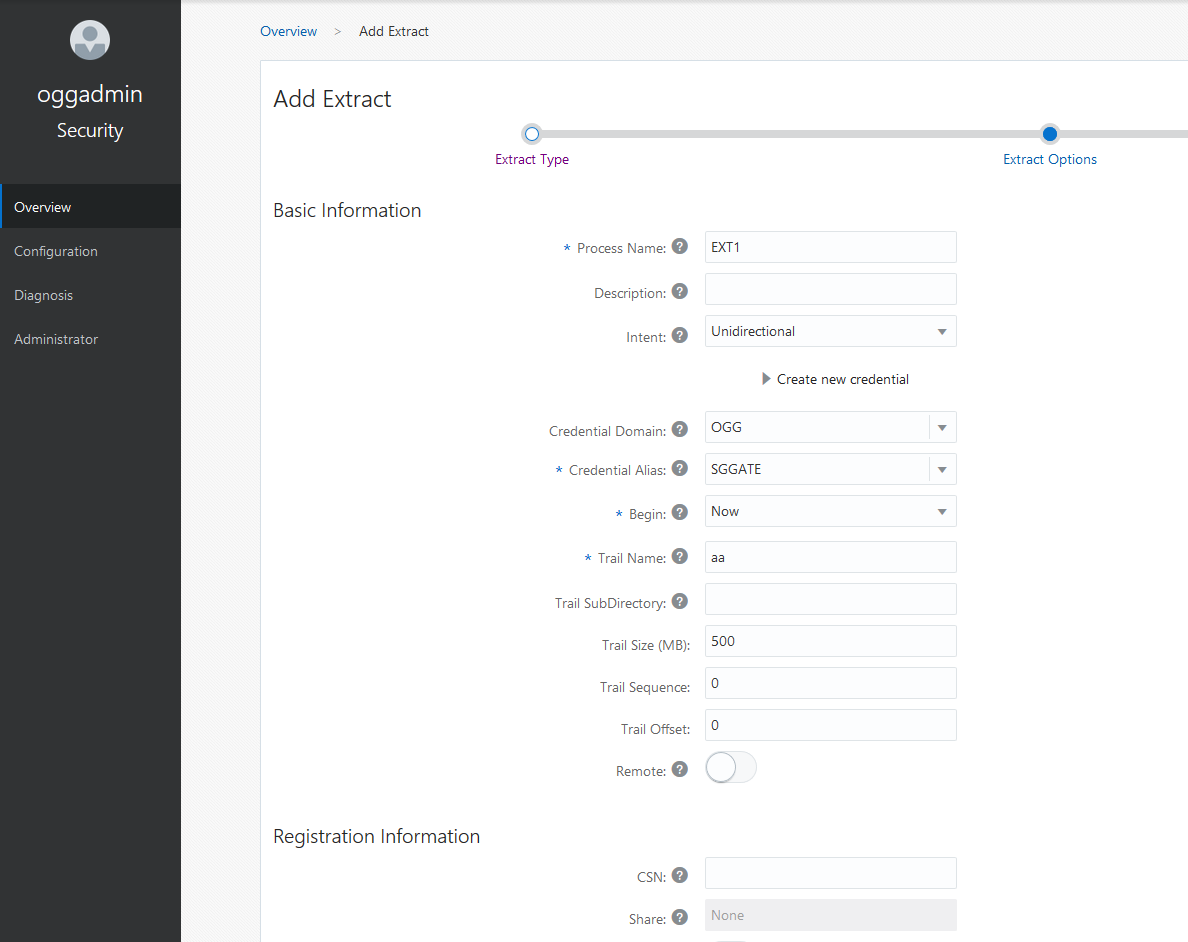 oggadmin
Security
Overview
Configuration
Diagnosis
Administrator
Overview > Add Extract
Add Extract
Extract Type
Extract Options
Basic Information
* Process Name: ? EXT1
Description: ?
Intent: ? Unidirectional
Create new credential
Credential Domain: ? OGG
* Credential Alias: ? SGGATE
* Begin: ? Now
* Trail Name: ? aa
Trail SubDirectory: ?
Trail Size (MB): 500
Trail Sequence: 0
Trail Offset: 0
Remote: ?
Registration Information
CSN: ?
Share: ? None